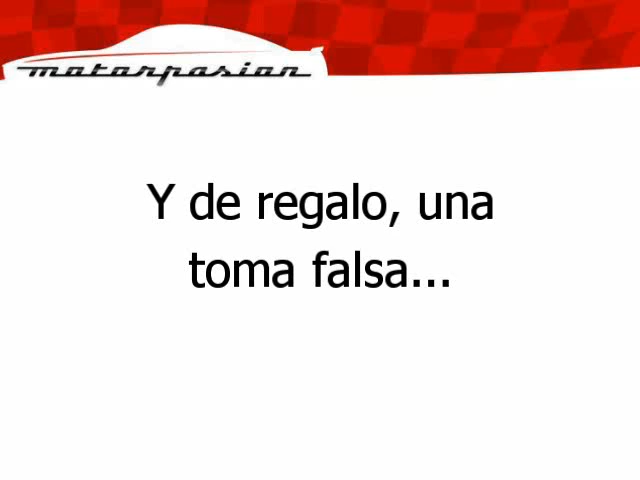 motorpasion
Y de regalo, una
toma falsa...